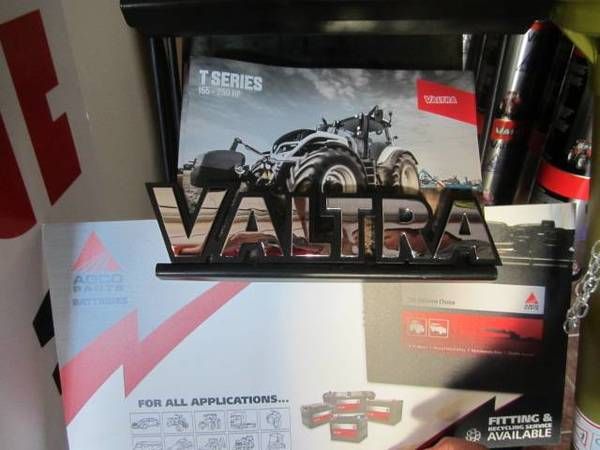 T SERIES
155 - 250 HP
VALTRA
VALTRA
AGCO
PARTS
BATTERIES
FOR ALL APPLICATIONS...
FITTING &
RECYCLING SERVICE
AVAILABLE